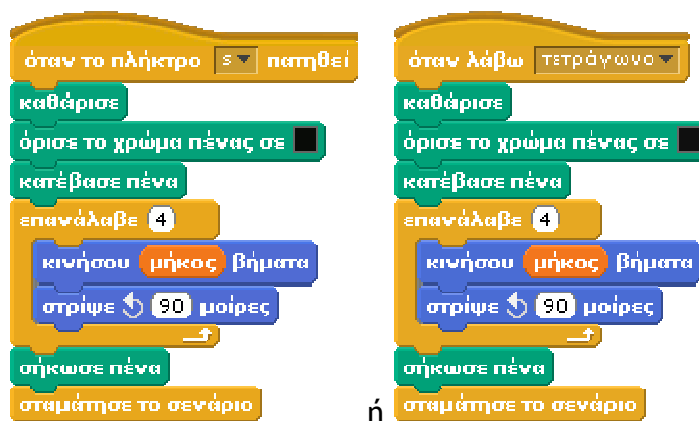 όταν το πλήκτρο s πατηθεί
καθάρισε
όρισε το χρώμα πένας σε
κατέβασε πένα
επανάλαβε 4
κινήσου μήκος βήματα
στρίψε 90 μοίρες
σήκωσε πένα
σταμάτησε το σενάριο
ή
όταν λάβω τετράγωνο
καθάρισε
όρισε το χρώμα πένας σε
κατέβασε πένα
επανάλαβε 4
κινήσου μήκος βήματα
στρίψε 90 μοίρες
σήκωσε πένα
σταμάτησε το σενάριο